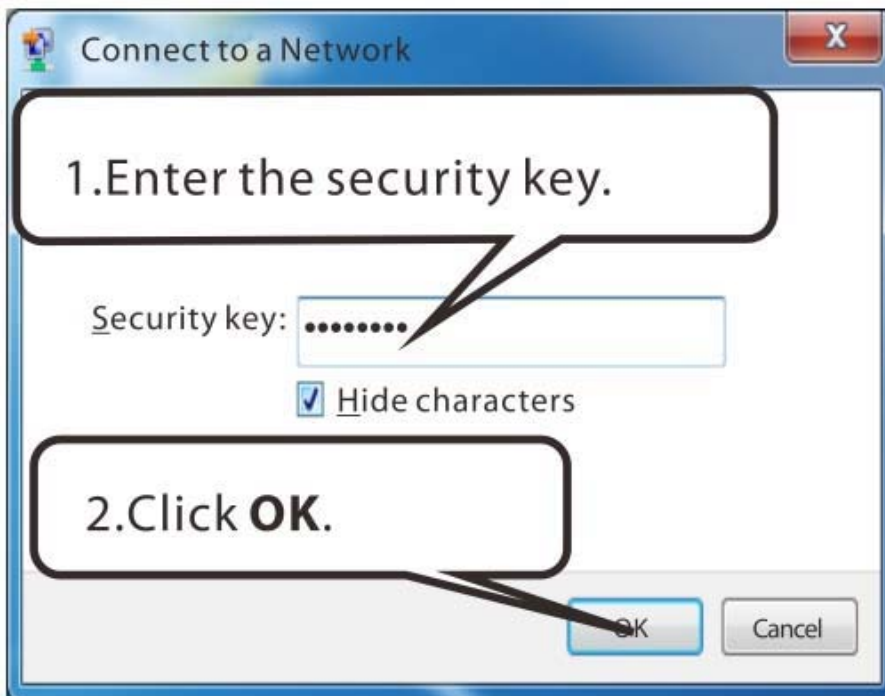 Connect to a Network
1.Enter the security key.
Security key: ••••••••
Hide characters
2.Click OK.
OK Cancel